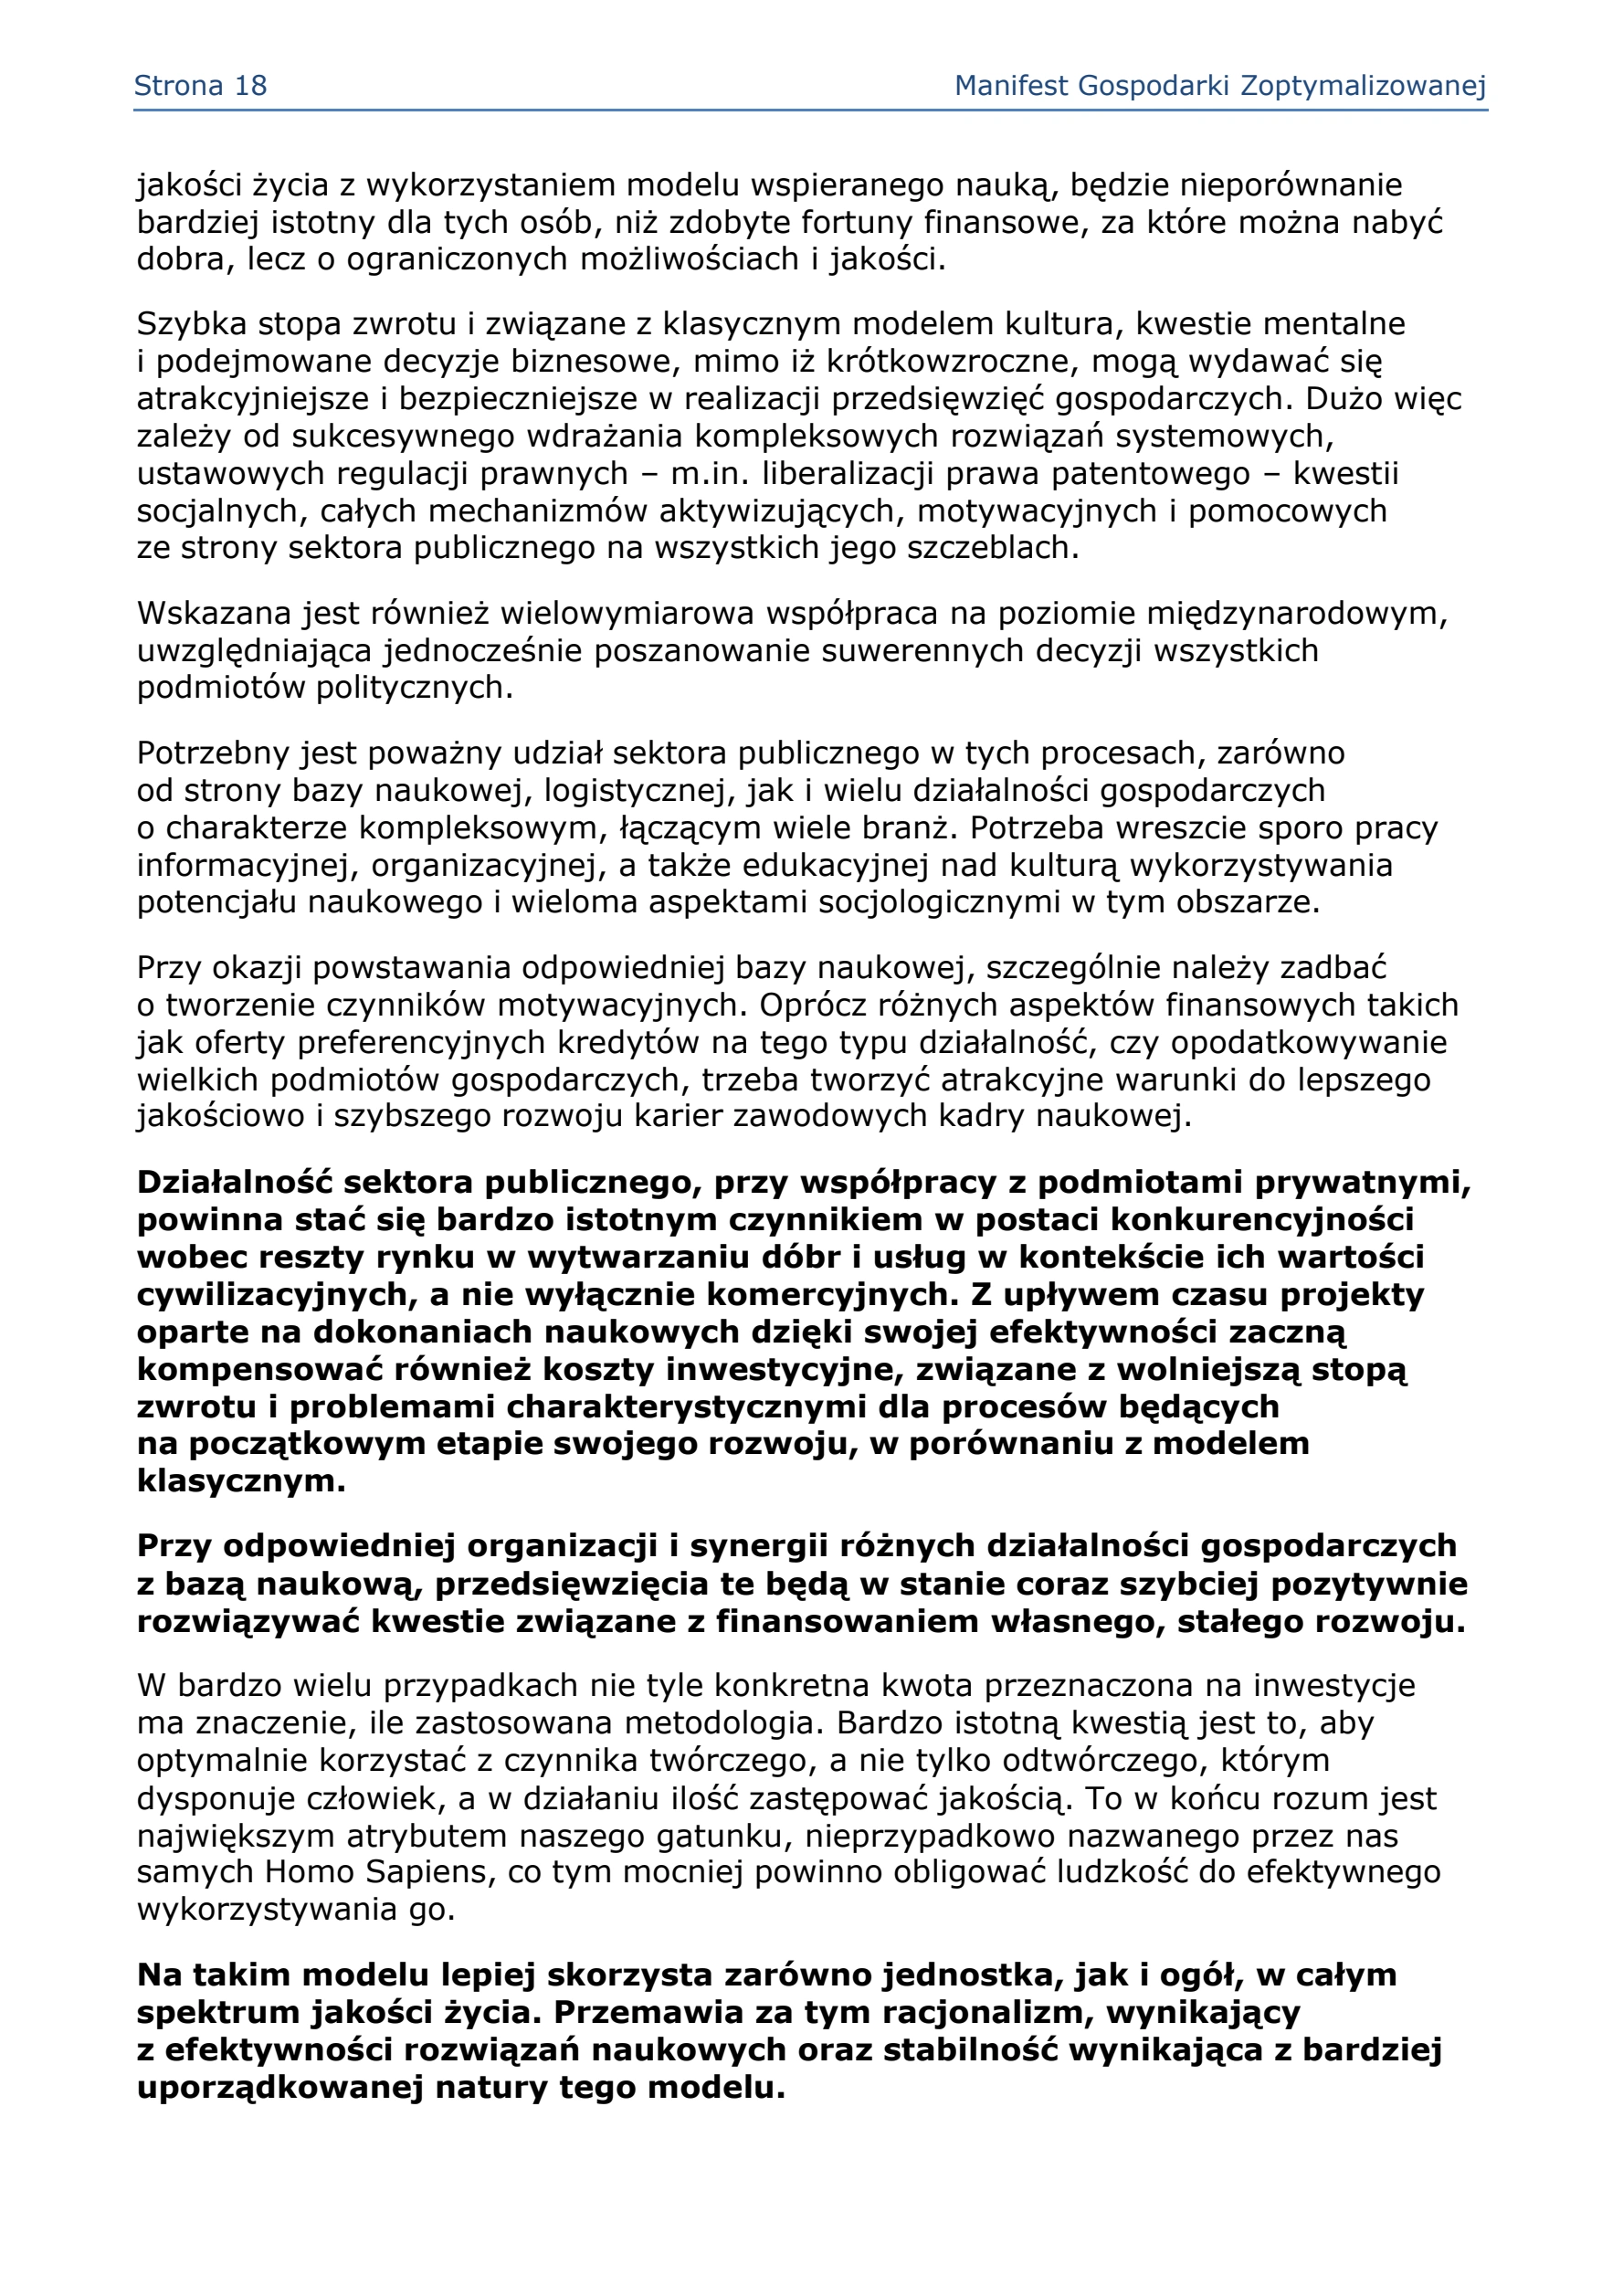 Strona 18 Manifest Gospodarki Zoptymalizowanej
jakości życia z wykorzystaniem modelu wspieranego nauką, będzie nieporównanie
bardziej istotny dla tych osób, niż zdobyte fortuny finansowe, za które można nabyć
dobra, lecz o ograniczonych możliwościach i jakości.
Szybka stopa zwrotu i związane z klasycznym modelem kultura, kwestie mentalne
i podejmowane decyzje biznesowe, mimo iż krótkowzroczne, mogą wydawać się
atrakcyjniejsze i bezpieczniejsze w realizacji przedsięwzięć gospodarczych. Dużo więc
zależy od sukcesywnego wdrażania kompleksowych rozwiązań systemowych,
ustawowych regulacji prawnych – m.in. liberalizacji prawa patentowego – kwestii
socjalnych, całych mechanizmów aktywizujących, motywacyjnych i pomocowych
ze strony sektora publicznego na wszystkich jego szczeblach.
Wskazana jest również wielowymiarowa współpraca na poziomie międzynarodowym,
uwzględniająca jednocześnie poszanowanie suwerennych decyzji wszystkich
podmiotów politycznych.
Potrzebny jest poważny udział sektora publicznego w tych procesach, zarówno
od strony bazy naukowej, logistycznej, jak i wielu działalności gospodarczych
o charakterze kompleksowym, łączącym wiele branż. Potrzeba wreszcie sporo pracy
informacyjnej, organizacyjnej, a także edukacyjnej nad kulturą wykorzystywania
potencjału naukowego i wieloma aspektami socjologicznymi w tym obszarze.
Przy okazji powstawania odpowiedniej bazy naukowej, szczególnie należy zadbać
o tworzenie czynników motywacyjnych. Oprócz różnych aspektów finansowych takich
jak oferty preferencyjnych kredytów na tego typu działalność, czy opodatkowywanie
wielkich podmiotów gospodarczych, trzeba tworzyć atrakcyjne warunki do lepszego
jakościowo i szybszego rozwoju karier zawodowych kadry naukowej.
Działalność sektora publicznego, przy współpracy z podmiotami prywatnymi,
powinna stać się bardzo istotnym czynnikiem w postaci konkurencyjności
wobec reszty rynku w wytwarzaniu dóbr i usług w kontekście ich wartości
cywilizacyjnych, a nie wyłącznie komercyjnych. Z upływem czasu projekty
oparte na dokonaniach naukowych dzięki swojej efektywności zaczną
kompensować również koszty inwestycyjne, związane z wolniejszą stopą
zwrotu i problemami charakterystycznymi dla procesów będących
na początkowym etapie swojego rozwoju, w porównaniu z modelem
klasycznym.
Przy odpowiedniej organizacji i synergii różnych działalności gospodarczych
z bazą naukową, przedsięwzięcia te będą w stanie coraz szybciej pozytywnie
rozwiązywać kwestie związane z finansowaniem własnego, stałego rozwoju.
W bardzo wielu przypadkach nie tyle konkretna kwota przeznaczona na inwestycje
ma znaczenie, ile zastosowana metodologia. Bardzo istotną kwestią jest to, aby
optymalnie korzystać z czynnika twórczego, a nie tylko odtwórczego, którym
dysponuje człowiek, a w działaniu ilość zastępować jakością. To w końcu rozum jest
największym atrybutem naszego gatunku, nieprzypadkowo nazwanego przez nas
samych Homo Sapiens, co tym mocniej powinno obligować ludzkość do efektywnego
wykorzystywania go.
Na takim modelu lepiej skorzysta zarówno jednostka, jak i ogół, w całym
spektrum jakości życia. Przemawia za tym racjonalizm, wynikający
z efektywności rozwiązań naukowych oraz stabilność wynikająca z bardziej
uporządkowanej natury tego modelu.